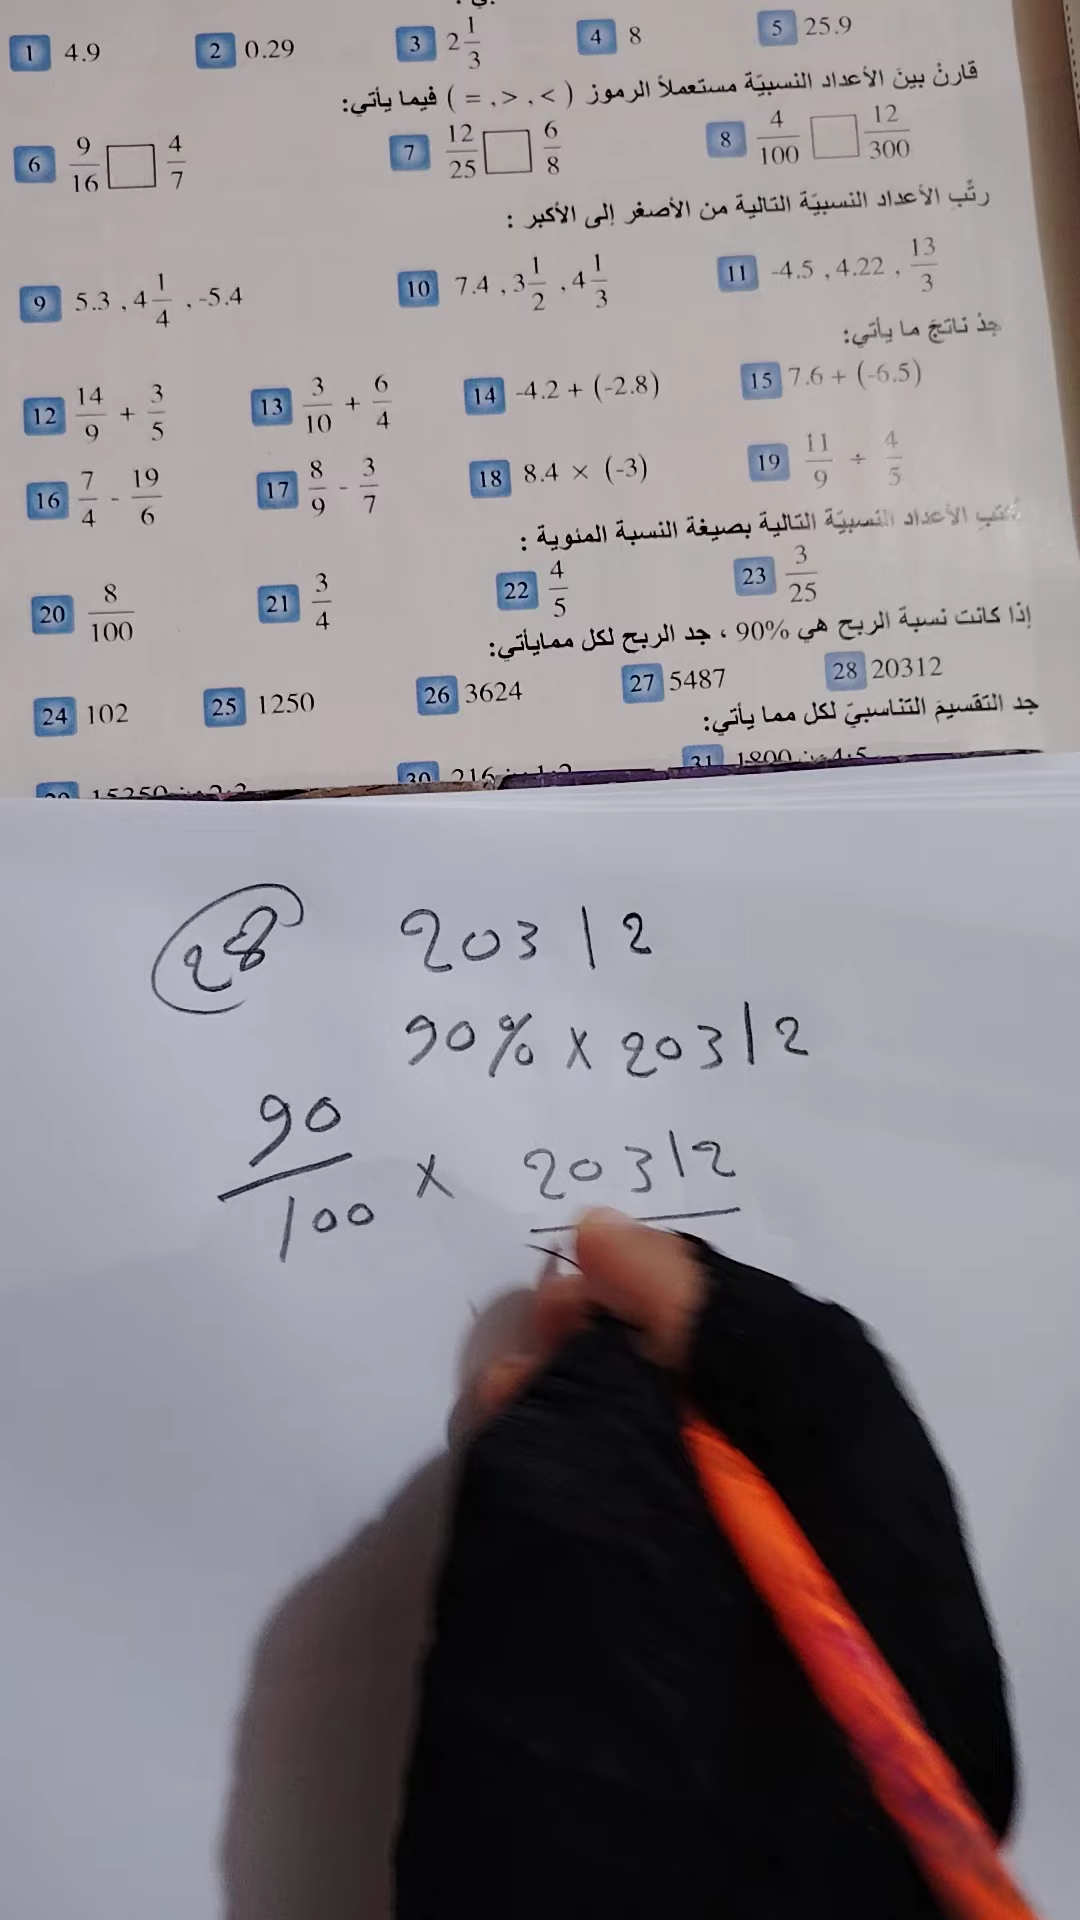 1 4.9 2 0.29 3 2 1/3 4 8 5 25.9
قارنْ بينَ الأعداد النسبيّة مستعملاً الرموز ( < , > , = ) فيما يأتي:
6 9/16 □ 4/7 7 12/25 □ 6/8 8 4/100 □ 12/300
رتَّب الأعداد النسبيّة التالية من الأصغر إلى الأكبر :
9 5.3 , 4 1/4 , -5.4 10 7.4 , 3 1/2 , 4 1/3 11 -4.5 , 4.22 , 13/3
جدْ ناتجَ ما يأتي:
12 14/9 + 3/5 13 3/10 + 6/4 14 -4.2 + (-2.8) 15 7.6 + (-6.5)
16 7/4 - 19/6 17 8/9 - 3/7 18 8.4 × (-3) 19 11/9 ÷ 4/5
أكتبِ الأعداد النسبيّة التالية بصيغة النسبة المئوية :
20 8/100 21 3/4 22 4/5 23 3/25
إذا كانت نسبة الربح هي %90 ، جد الربح لكل ممايأتي:
24 102 25 1250 26 3624 27 5487 28 20312
جد التقسيمَ التناسبيّ لكل مما يأتي:
30 216 31 1800
28 20312
90% × 20312
90/100 × 20312